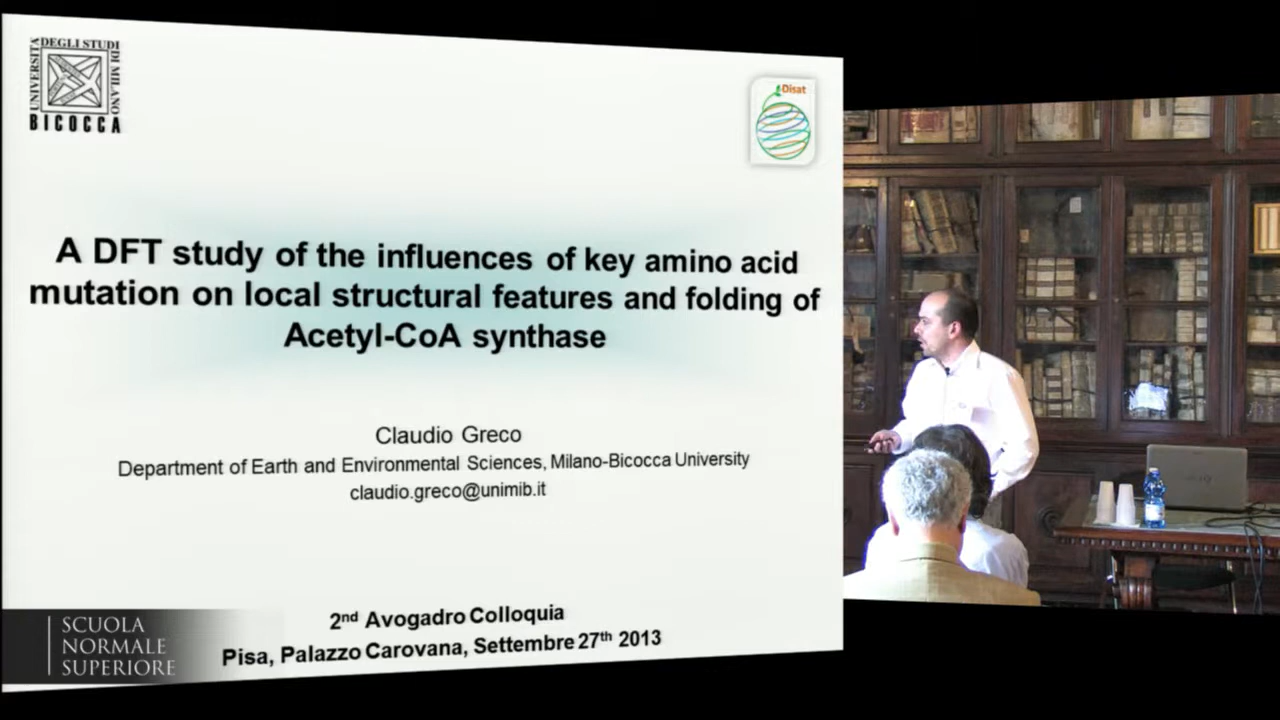 UNIVERSITÀ DEGLI STUDI DI MILANO
BICOCCA
Disat
A DFT study of the influences of key amino acid
mutation on local structural features and folding of
Acetyl-CoA synthase
Claudio Greco
Department of Earth and Environmental Sciences, Milano-Bicocca University
claudio.greco@unimib.it
2nd Avogadro Colloquia
Pisa, Palazzo Carovana, Settembre 27th 2013
SCUOLA
NORMALE
SUPERIORE